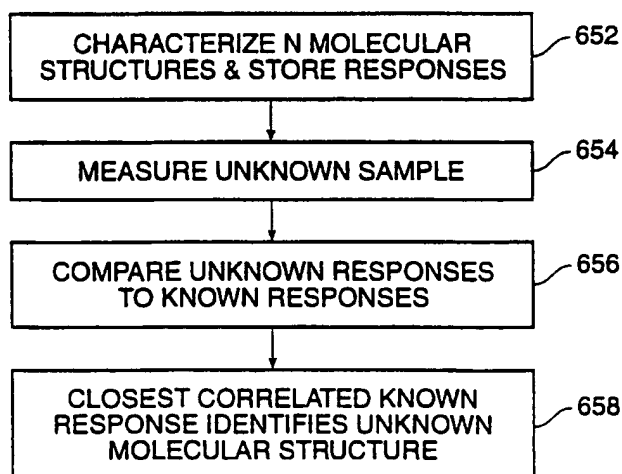 CHARACTERIZE N MOLECULAR
STRUCTURES & STORE RESPONSES
652
MEASURE UNKNOWN SAMPLE
654
COMPARE UNKNOWN RESPONSES
TO KNOWN RESPONSES
656
CLOSEST CORRELATED KNOWN
RESPONSE IDENTIFIES UNKNOWN
MOLECULAR STRUCTURE
658